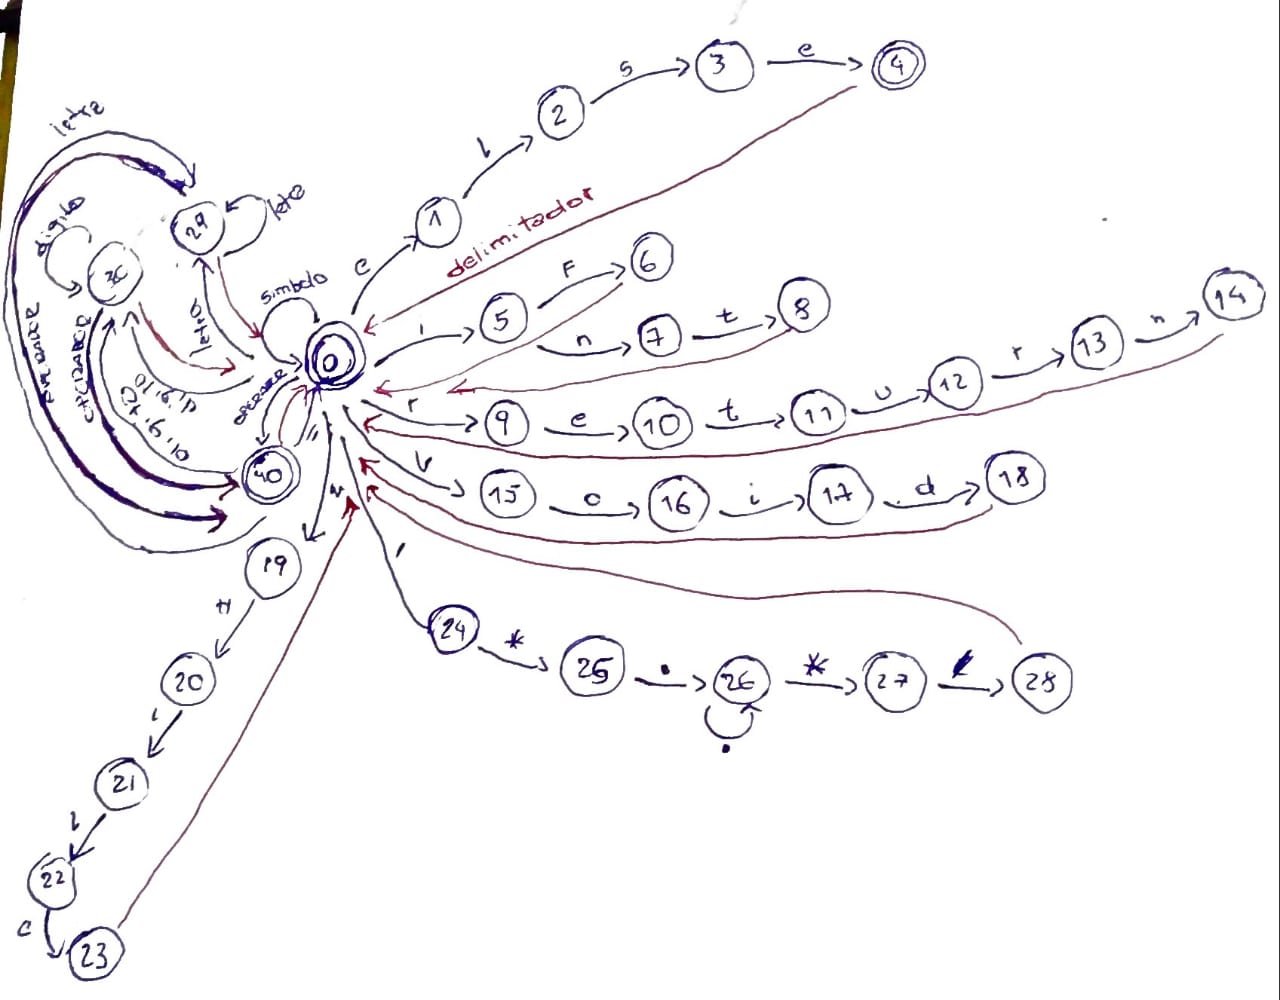 e
s
3
4
2
letra
l
29
letra
1
delimitador
digito
e
simbolo
F
6
30
i
5
8
14
letra
0
n
7
t
n
13
operador
r
12
digito
r
9
e
10
t
11
u
digito
40
v
15
o
16
i
17
d
18
w
19
H
24
*
25
.
26
*
27
/
28
.
20
i
21
l
22
e
23